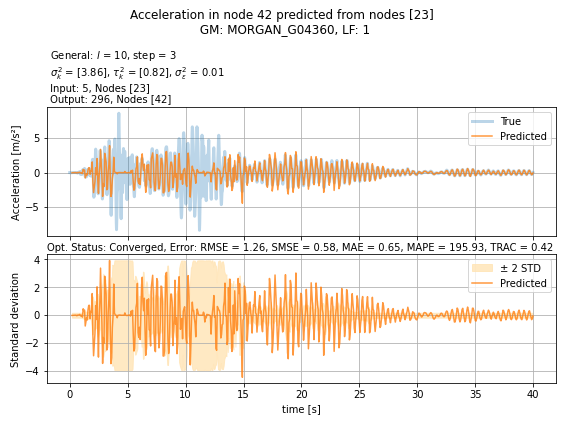 Acceleration in node 42 predicted from nodes [23]
GM: MORGAN_G04360, LF: 1
General: l = 10, step = 3
σ²ₖ = [3.86], τ²ₖ = [0.82], σ²ε = 0.01
Input: 5, Nodes [23]
Output: 296, Nodes [42]
Acceleration [m/s²]
5
0
−5
True
Predicted
Opt. Status: Converged, Error: RMSE = 1.26, SMSE = 0.58, MAE = 0.65, MAPE = 195.93, TRAC = 0.42
Standard deviation
4
2
0
−2
−4
± 2 STD
Predicted
0 5 10 15 20 25 30 35 40
time [s]